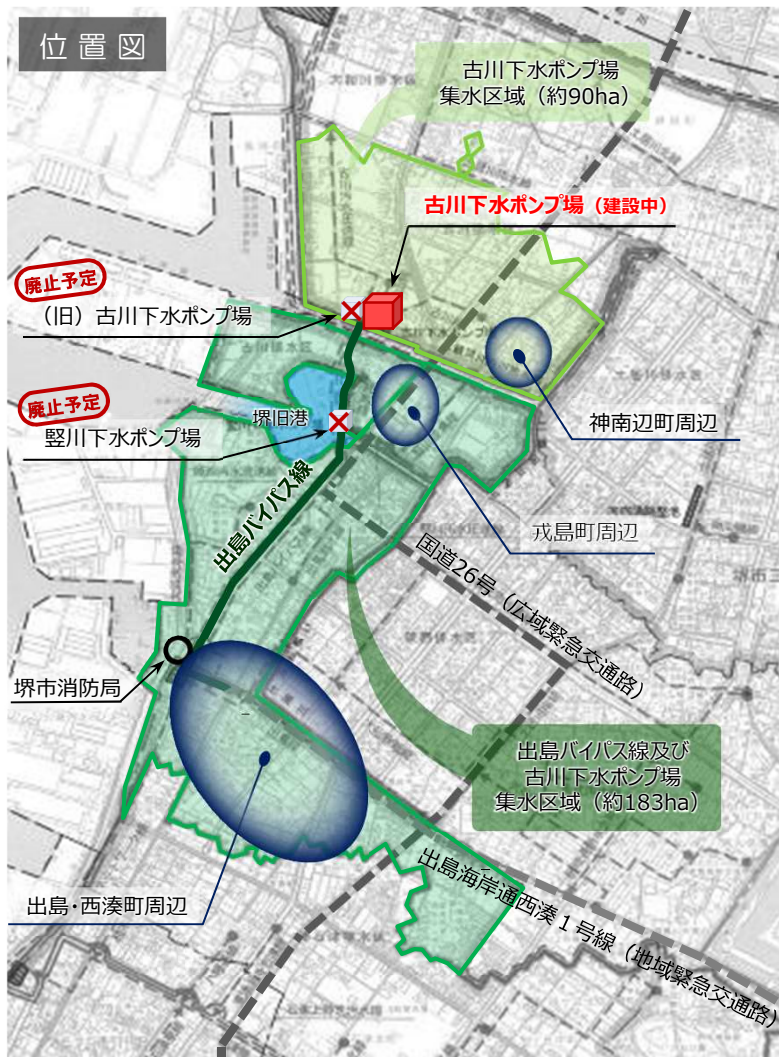 位置図
古川下水ポンプ場
集水区域（約90ha）
古川下水ポンプ場（建設中）
廃止予定
（旧）古川下水ポンプ場
廃止予定
竪川下水ポンプ場
堺旧港
神南辺町周辺
出島バイパス線
戎島町周辺
国道26号（広域緊急交通路）
堺市消防局
出島バイパス線及び
古川下水ポンプ場
集水区域（約183ha）
出島・西湊町周辺
出島海岸通西湊１号線（地域緊急交通路）